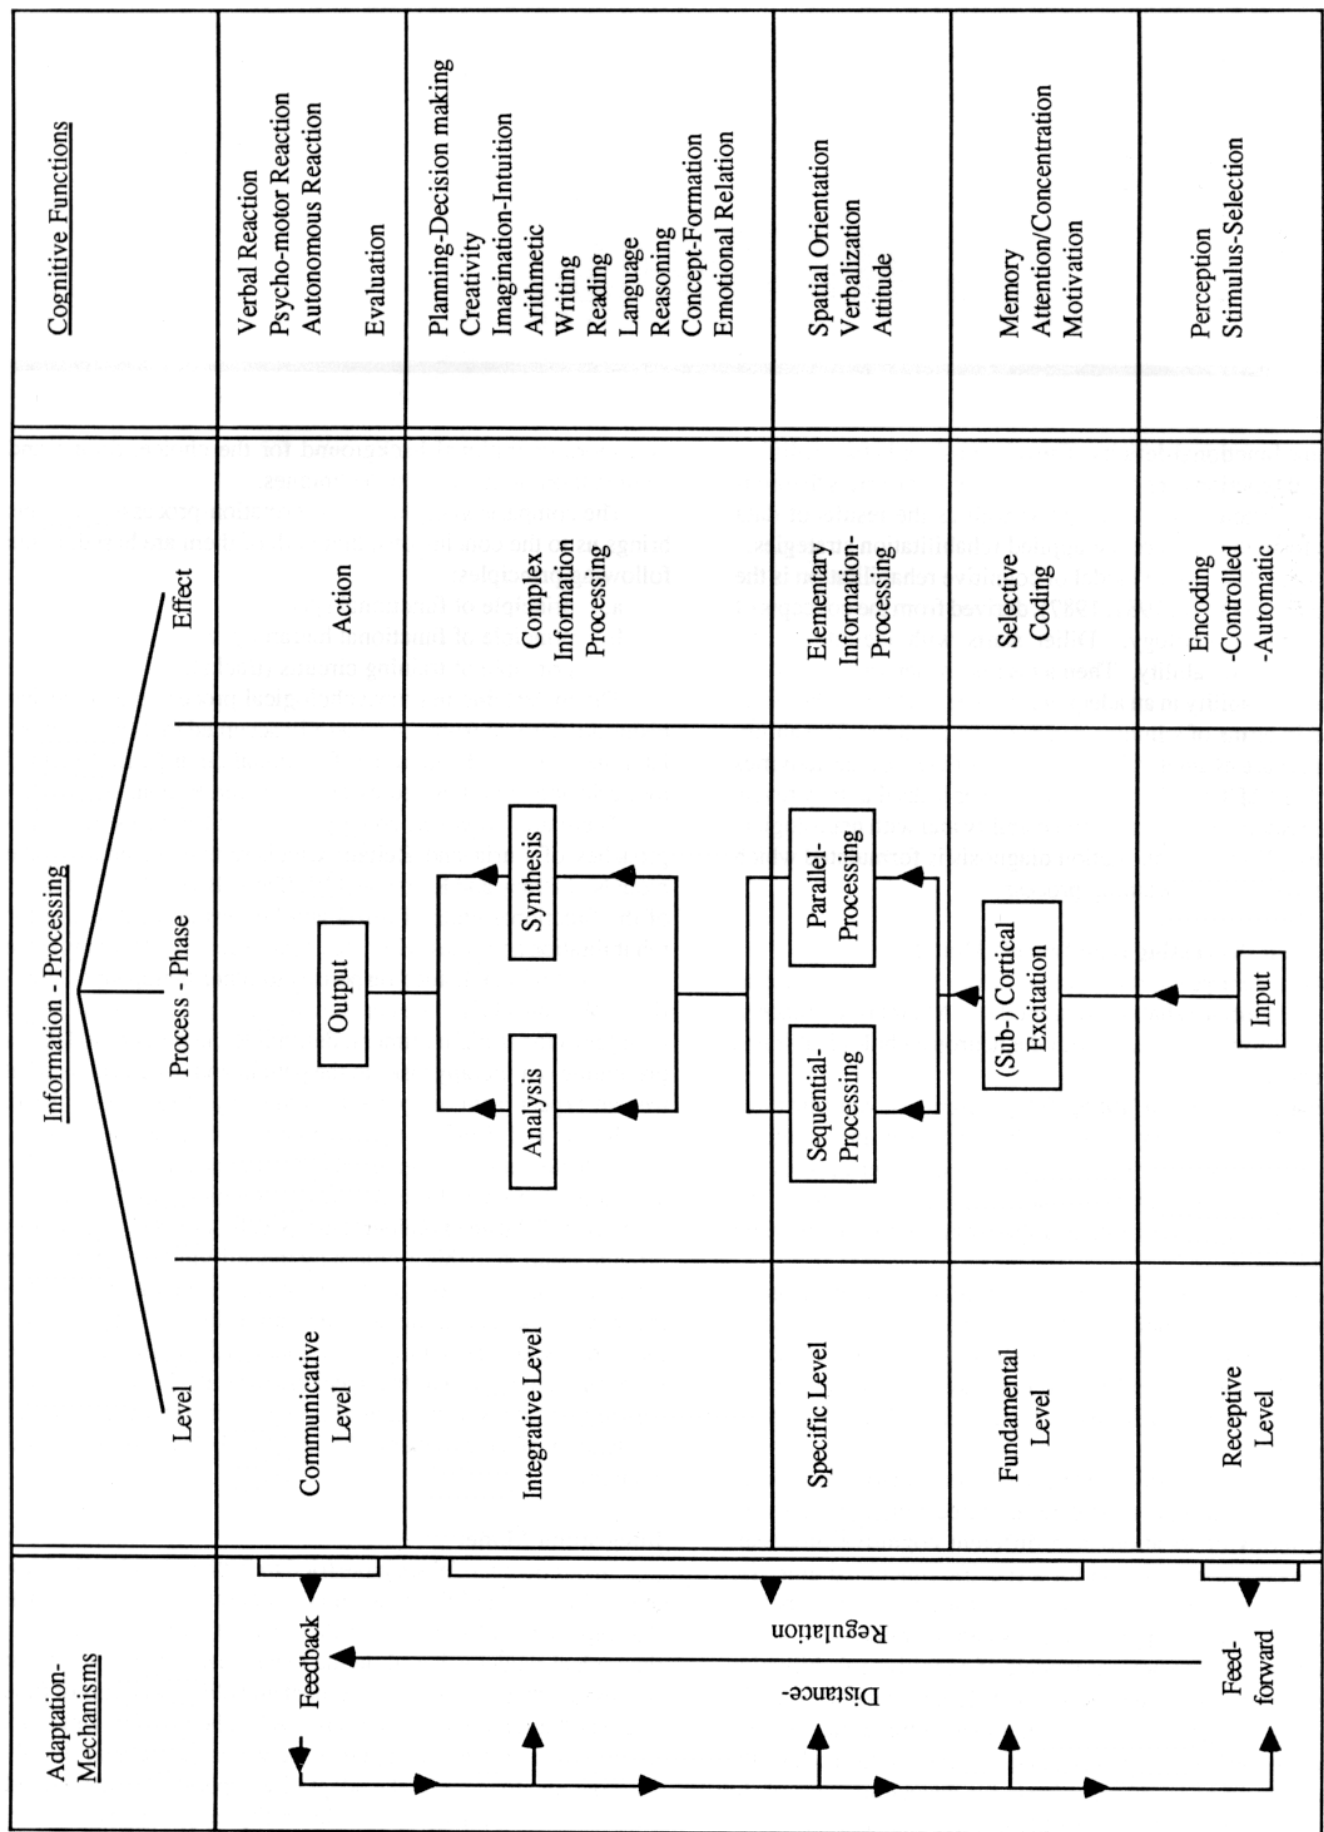 Adaptation-
Mechanisms
Information - Processing
Cognitive Functions
Level
Process - Phase
Effect
Feedback
Communicative
Level
Output
Action
Verbal Reaction
Psycho-motor Reaction
Autonomous Reaction
Evaluation
Integrative Level
Analysis
Synthesis
Complex
Information
Processing
Planning-Decision making
Creativity
Imagination-Intuition
Arithmetic
Writing
Reading
Language
Reasoning
Concept-Formation
Emotional Relation
Distance-
Regulation
Specific Level
Sequential-
Processing
Parallel-
Processing
Elementary
Information-
Processing
Spatial Orientation
Verbalization
Attitude
Fundamental
Level
(Sub-) Cortical
Excitation
Selective
Coding
Memory
Attention/Concentration
Motivation
Feed-
forward
Receptive
Level
Input
Encoding
-Controlled
-Automatic
Perception
Stimulus-Selection